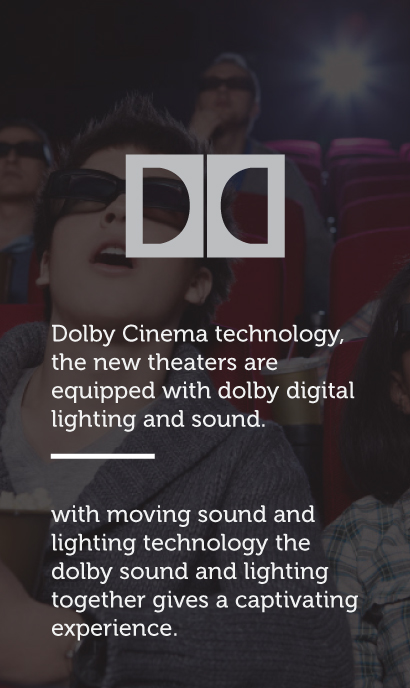 Dolby Cinema technology,
the new theaters are
equipped with dolby digital
lighting and sound.
with moving sound and
lighting technology the
dolby sound and lighting
together gives a captivating
experience.